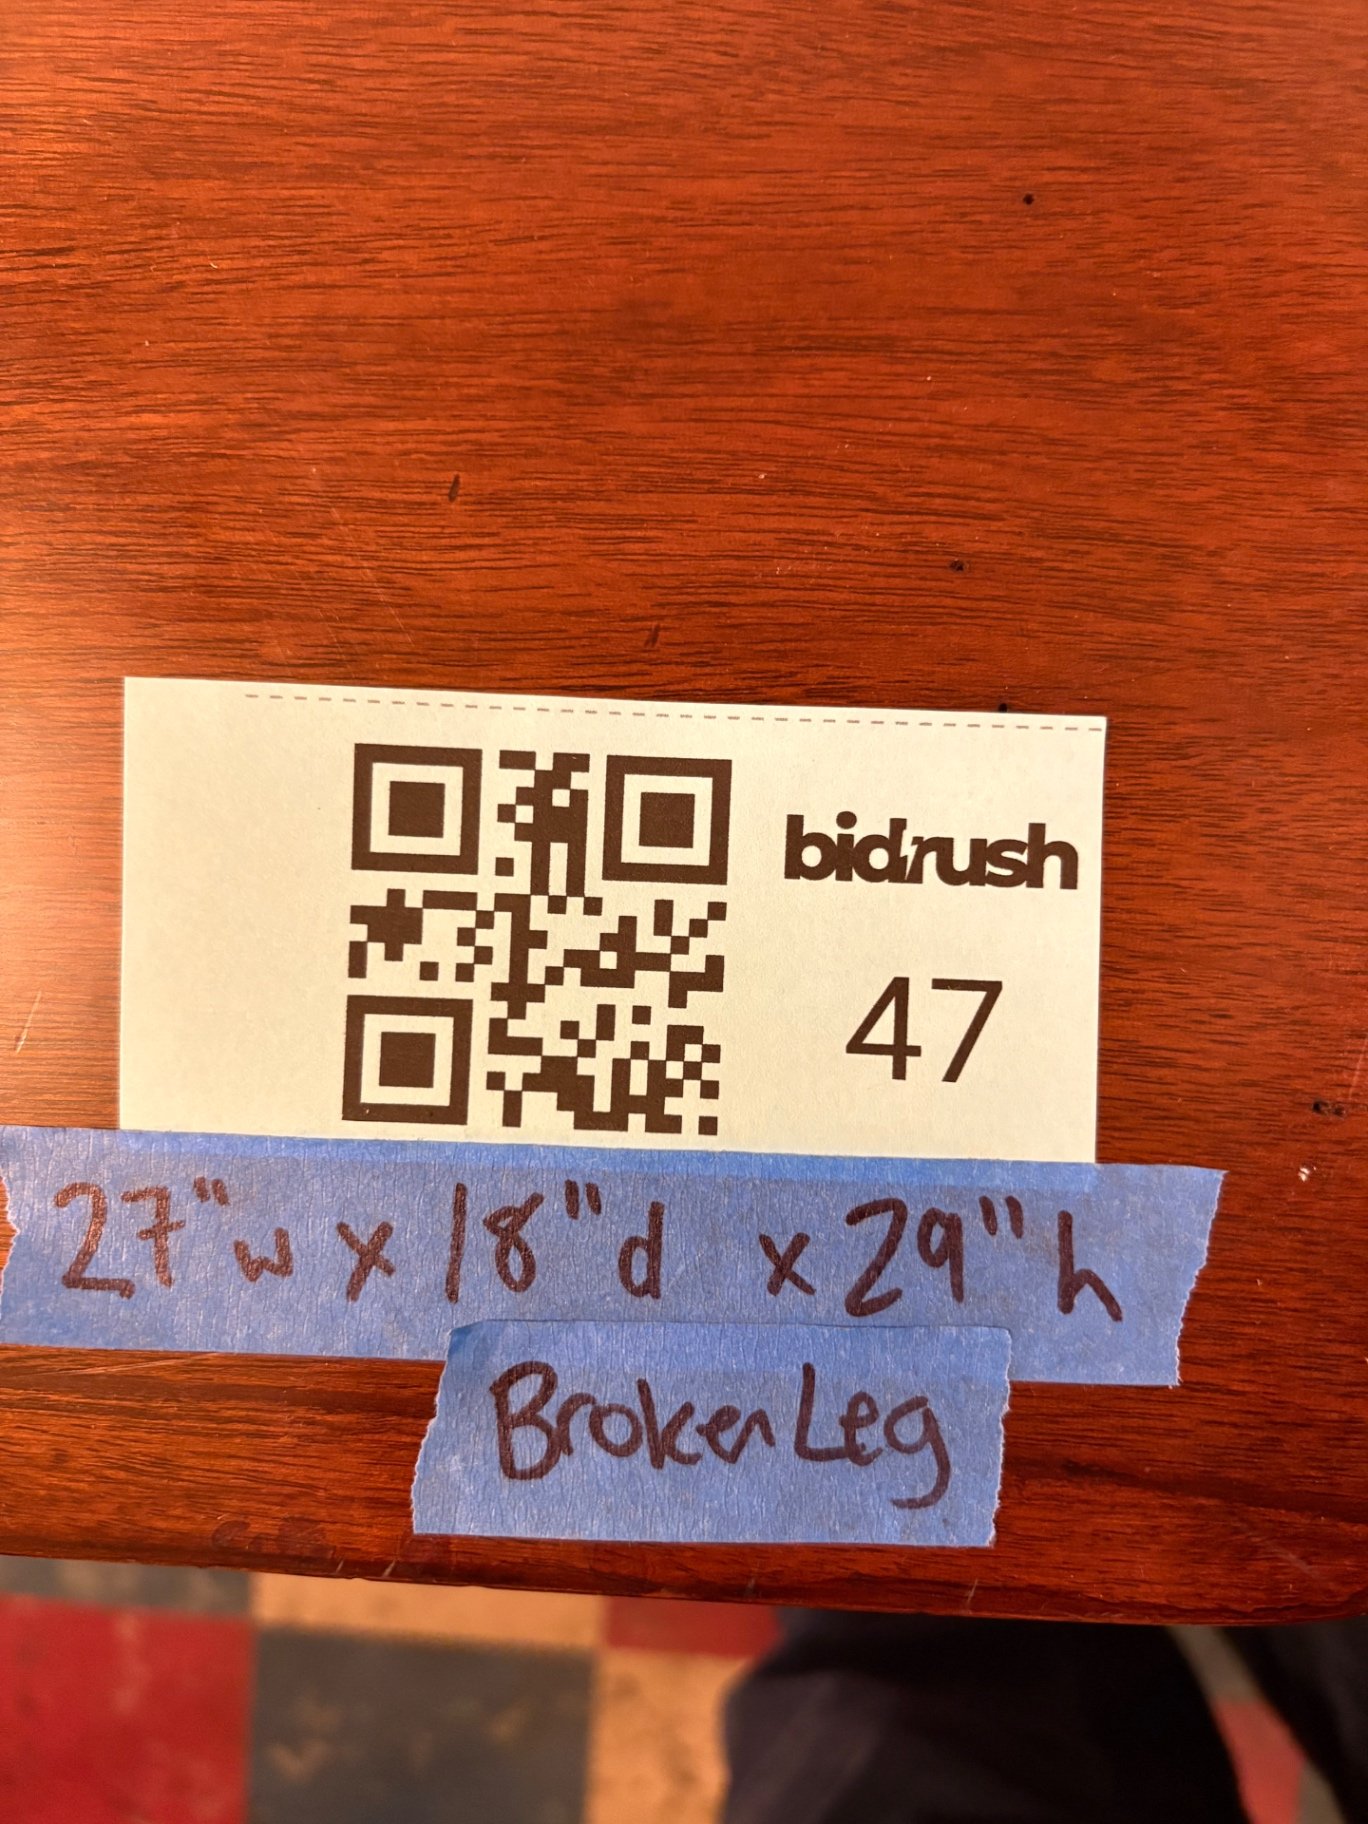 bidrush
47
27"w x 18"d x 29"h
Broken Leg